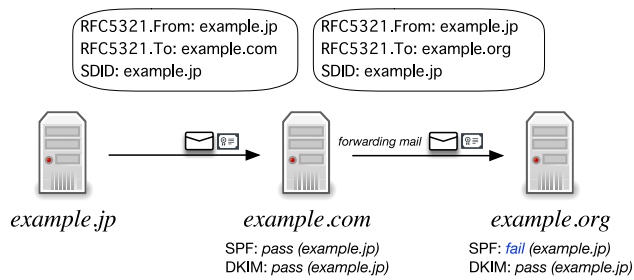 RFC5321.From: example.jp
RFC5321.To: example.com
SDID: example.jp
RFC5321.From: example.jp
RFC5321.To: example.org
SDID: example.jp
forwarding mail
example.jp
example.com
example.org
SPF: pass (example.jp)
DKIM: pass (example.jp)
SPF: fail (example.jp)
DKIM: pass (example.jp)